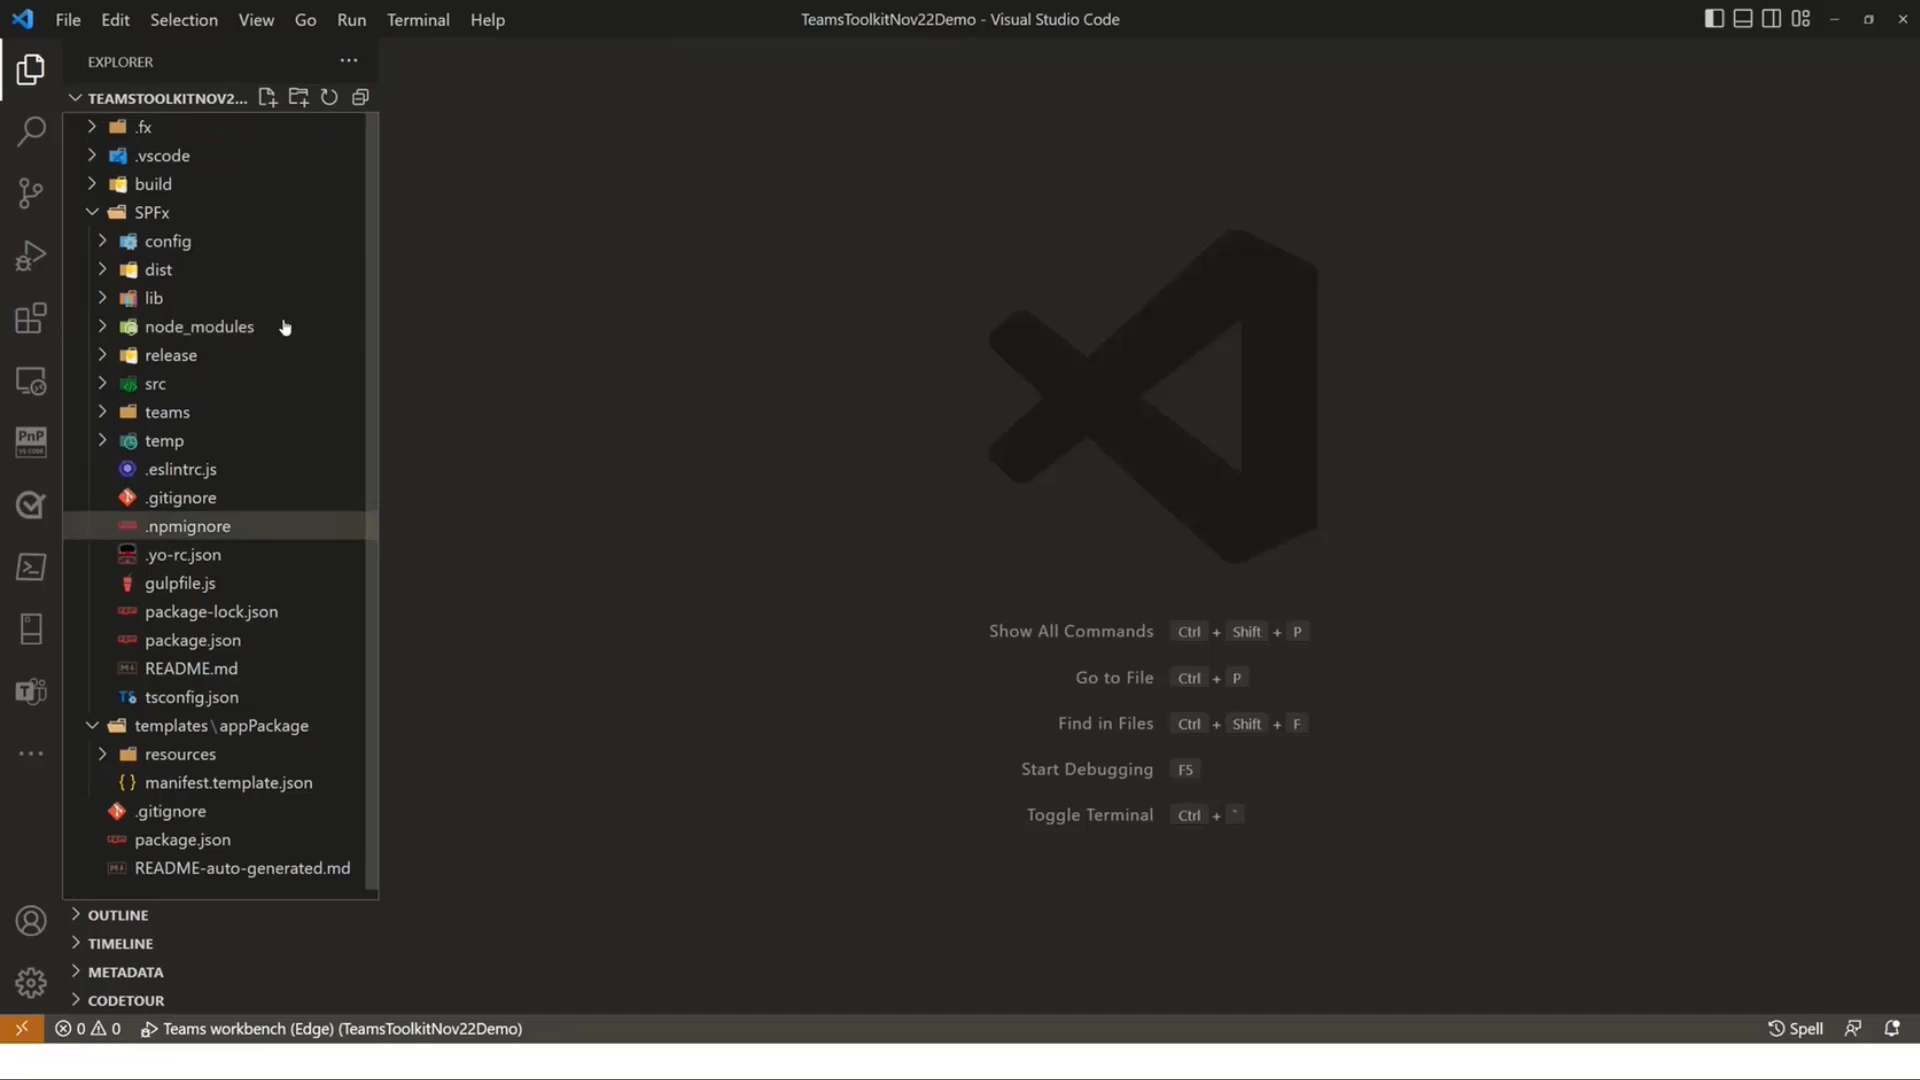 File Edit Selection View Go Run Terminal Help
TeamsToolkitNov22Demo - Visual Studio Code
EXPLORER
TEAMSTOOLKITNOV2...
.fx
.vscode
build
SPFx
config
dist
lib
node_modules
release
src
teams
temp
.eslintrc.js
.gitignore
.npmignore
.yo-rc.json
gulpfile.js
package-lock.json
package.json
README.md
tsconfig.json
templates\appPackage
resources
manifest.template.json
.gitignore
package.json
README-auto-generated.md
OUTLINE
TIMELINE
METADATA
CODETOUR
PnP
VS CODE
Show All Commands Ctrl + Shift + P
Go to File Ctrl + P
Find in Files Ctrl + Shift + F
Start Debugging F5
Toggle Terminal Ctrl + `
0 0 Teams workbench (Edge) (TeamsToolkitNov22Demo)
Spell